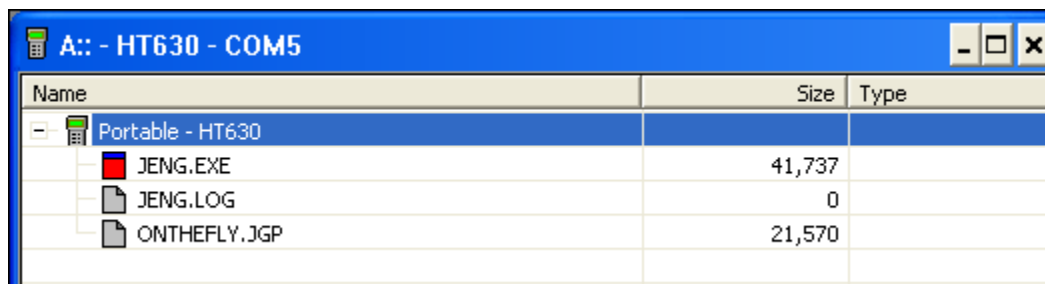 A:: - HT630 - COM5
Name Size Type
Portable - HT630
JENG.EXE 41,737
JENG.LOG 0
ONTHEFLY.JGP 21,570